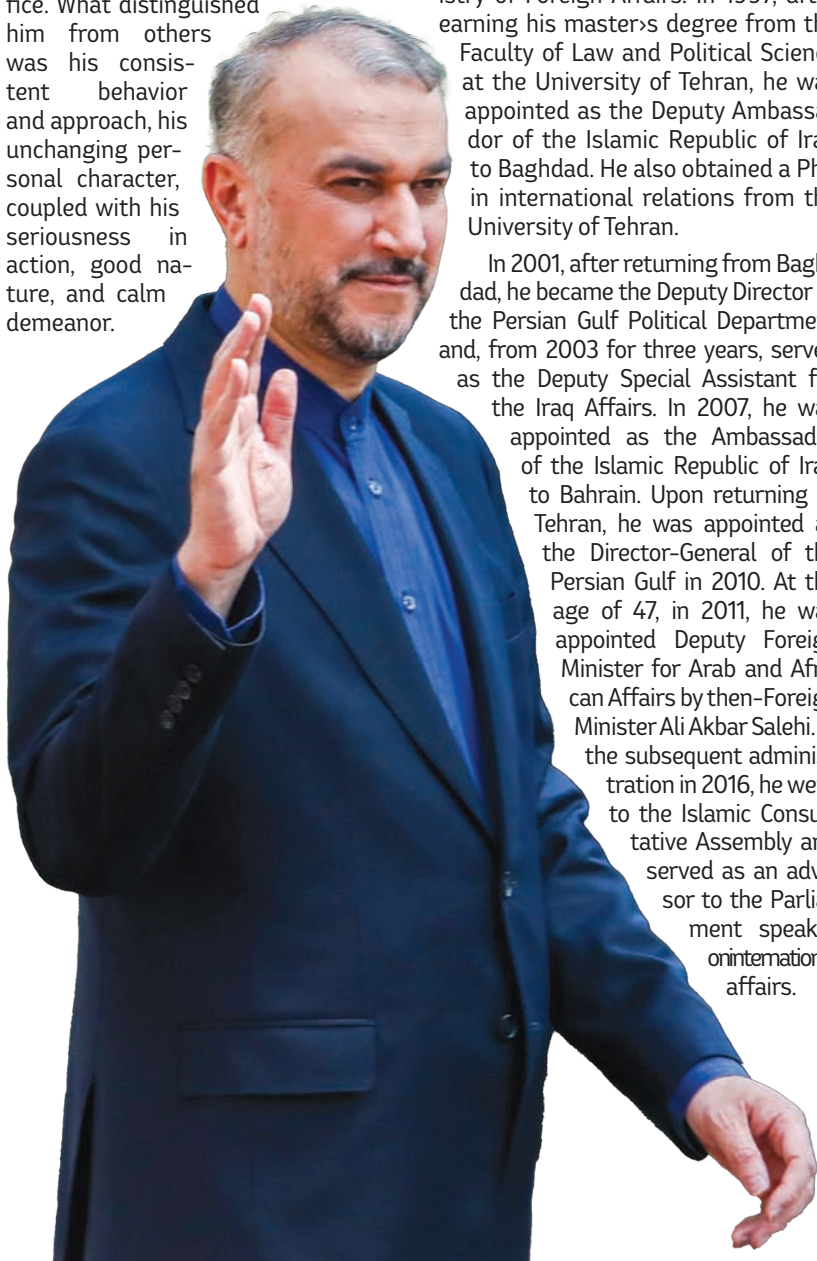 fice. What distinguished
him from others
was his consis-
tent behavior
and approach, his
unchanging per-
sonal character,
coupled with his
seriousness in
action, good na-
ture, and calm
demeanor.
istry of Foreign Affairs. In 1997,
earning his master›s degree from th
Faculty of Law and Political Scienc
at the University of Tehran, he wa
appointed as the Deputy Ambassa
dor of the Islamic Republic of Ira
to Baghdad. He also obtained a Ph
in international relations from th
University of Tehran.
In 2001, after returning from Bagh
dad, he became the Deputy Director
the Persian Gulf Political Departme
and, from 2003 for three years, serve
as the Deputy Special Assistant f
the Iraq Affairs. In 2007, he wa
appointed as the Ambassad
of the Islamic Republic of Ira
to Bahrain. Upon returning
Tehran, he was appointed a
the Director-General of th
Persian Gulf in 2010. At th
age of 47, in 2011, he wa
appointed Deputy Foreig
Minister for Arab and Afr
can Affairs by then-Foreig
Minister Ali Akbar Salehi.
the subsequent adminis
tration in 2016, he we
to the Islamic Consu
tative Assembly an
served as an adv
sor to the Parlia
ment speak
oninternation
affairs.